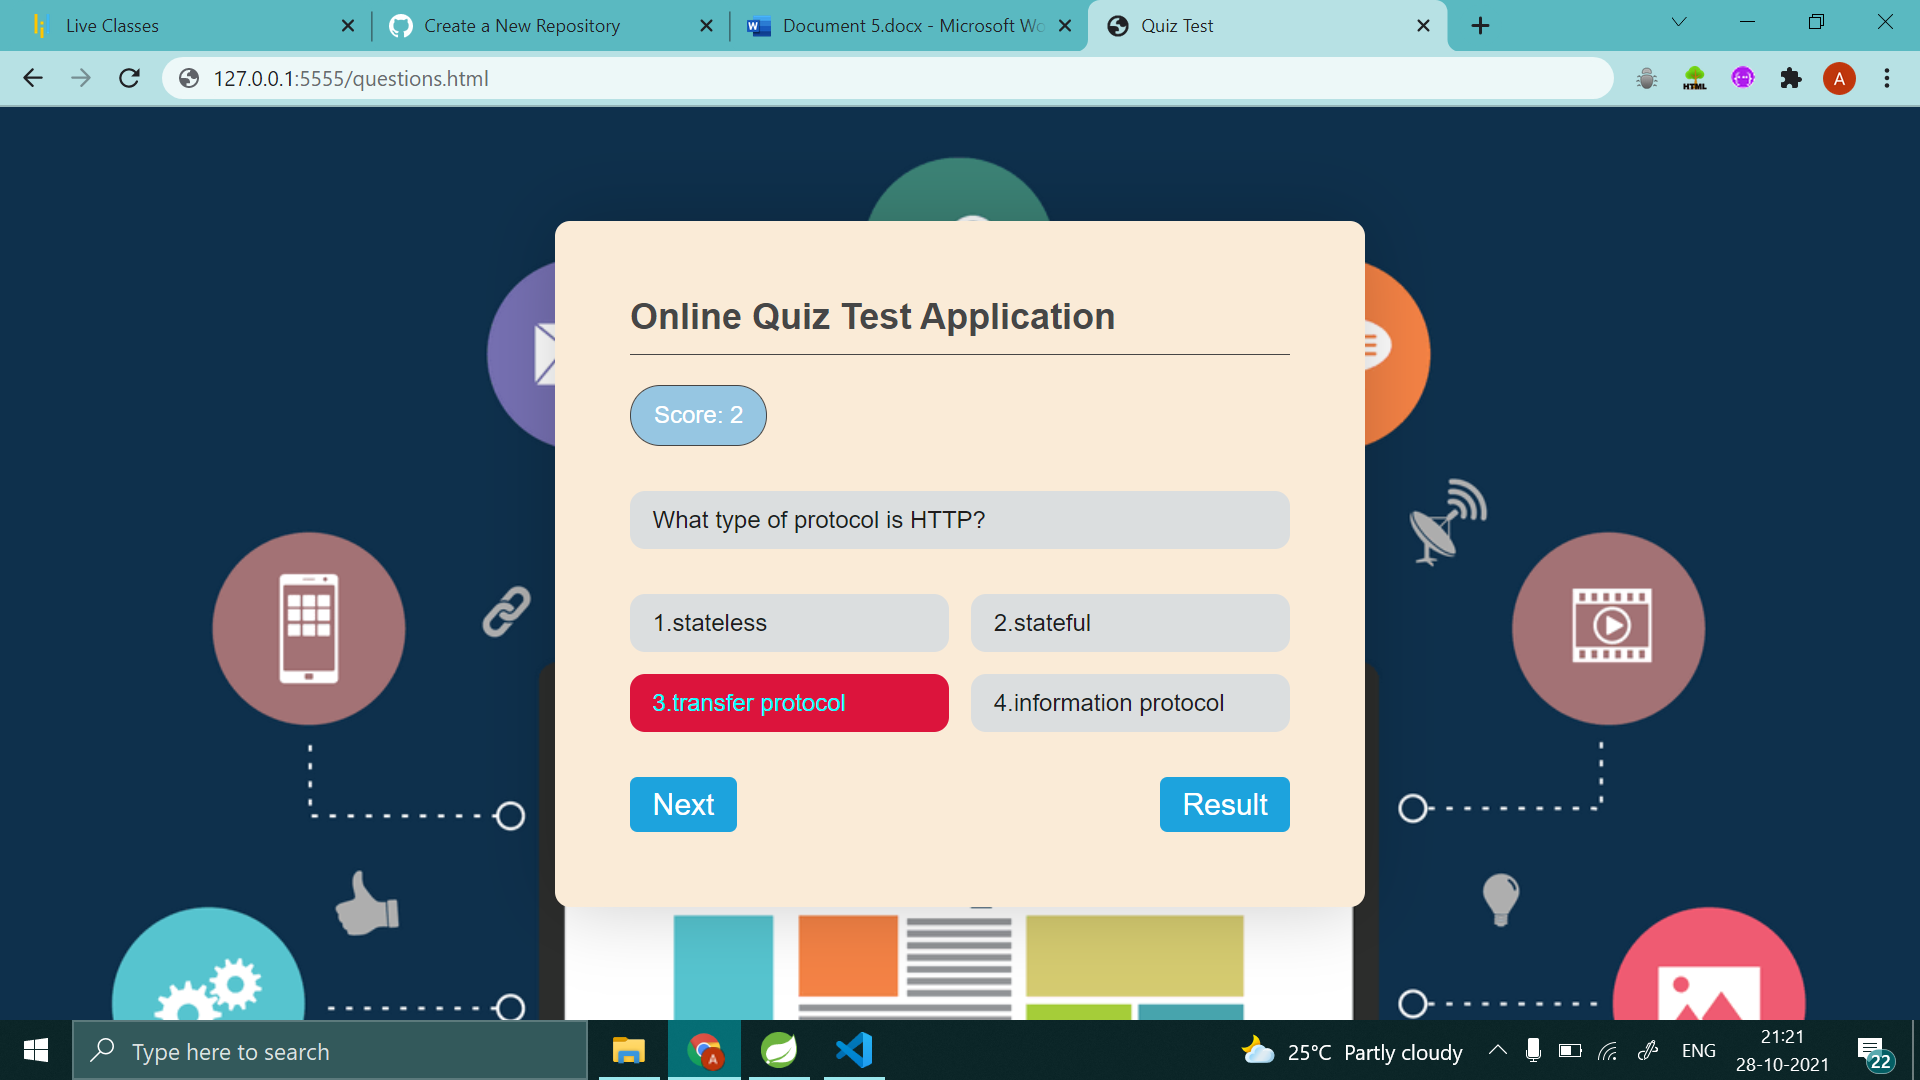 Live Classes
Create a New Repository
Document 5.docx - Microsoft Wo
Quiz Test
127.0.0.1:5555/questions.html
HTML
A
Online Quiz Test Application
Score: 2
What type of protocol is HTTP?
1.stateless
2.stateful
3.transfer protocol
4.information protocol
Next
Result
Type here to search
A
25°C Partly cloudy
ENG
21:21
28-10-2021
22